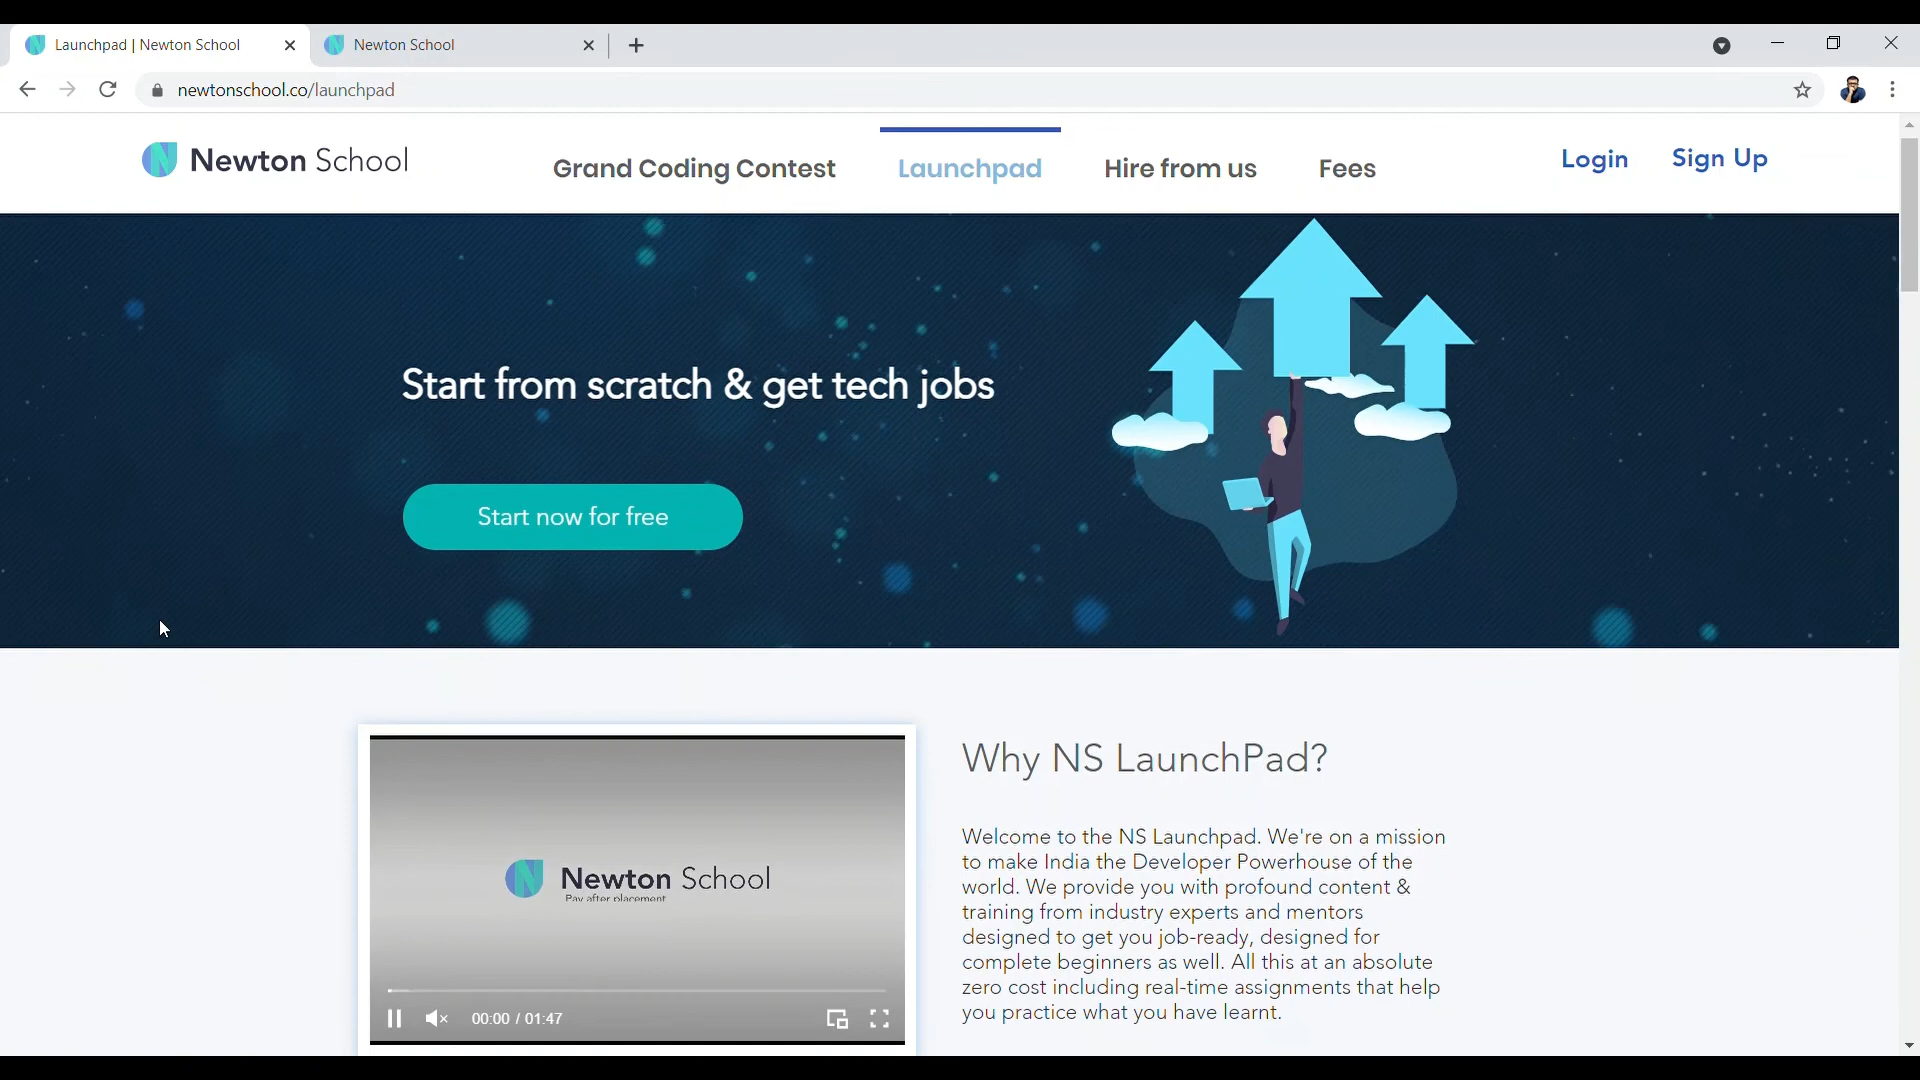 Launchpad | Newton School
Newton School
newtonschool.co/launchpad
Newton School
Grand Coding Contest
Launchpad
Hire from us
Fees
Login
Sign Up
Start from scratch & get tech jobs
Start now for free
Newton School
Pay after placement
00:00 / 01:47
Why NS LaunchPad?
Welcome to the NS Launchpad. We're on a mission
to make India the Developer Powerhouse of the
world. We provide you with profound content &
training from industry experts and mentors
designed to get you job-ready, designed for
complete beginners as well. All this at an absolute
zero cost including real-time assignments that help
you practice what you have learnt.